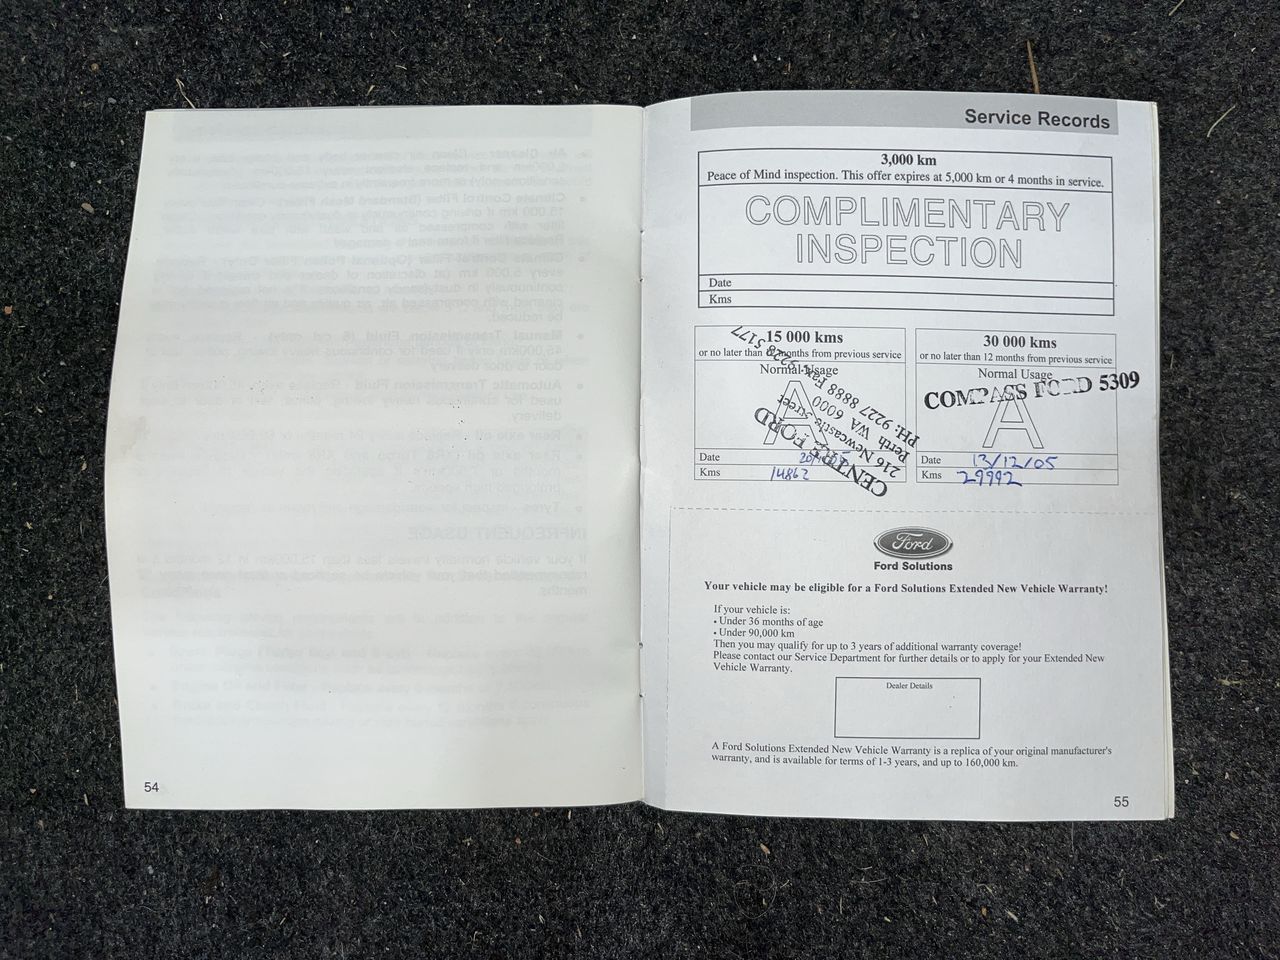 Service Records
3,000 km
Peace of Mind inspection. This offer expires at 5,000 km or 4 months in service.
COMPLIMENTARY
INSPECTION
Date
Kms
15 000 kms
or no later than months from previous service
Normal Usage
A
Date
Kms 14862
CENTRE FORD
216 Newcastle Street
Perth WA 6000
PH: 9227 8888 Fax 9228 5177
30 000 kms
or no later than 12 months from previous service
Normal Usage
COMPASS FORD 5309
A
Date 13/12/05
Kms 29992
Ford
Ford Solutions
Your vehicle may be eligible for a Ford Solutions Extended New Vehicle Warranty!
If your vehicle is:
• Under 36 months of age
• Under 90,000 km
Then you may qualify for up to 3 years of additional warranty coverage!
Please contact our Service Department for further details or to apply for your Extended New
Vehicle Warranty.
Dealer Details
A Ford Solutions Extended New Vehicle Warranty is a replica of your original manufacturer's
warranty, and is available for terms of 1-3 years, and up to 160,000 km.
54
55